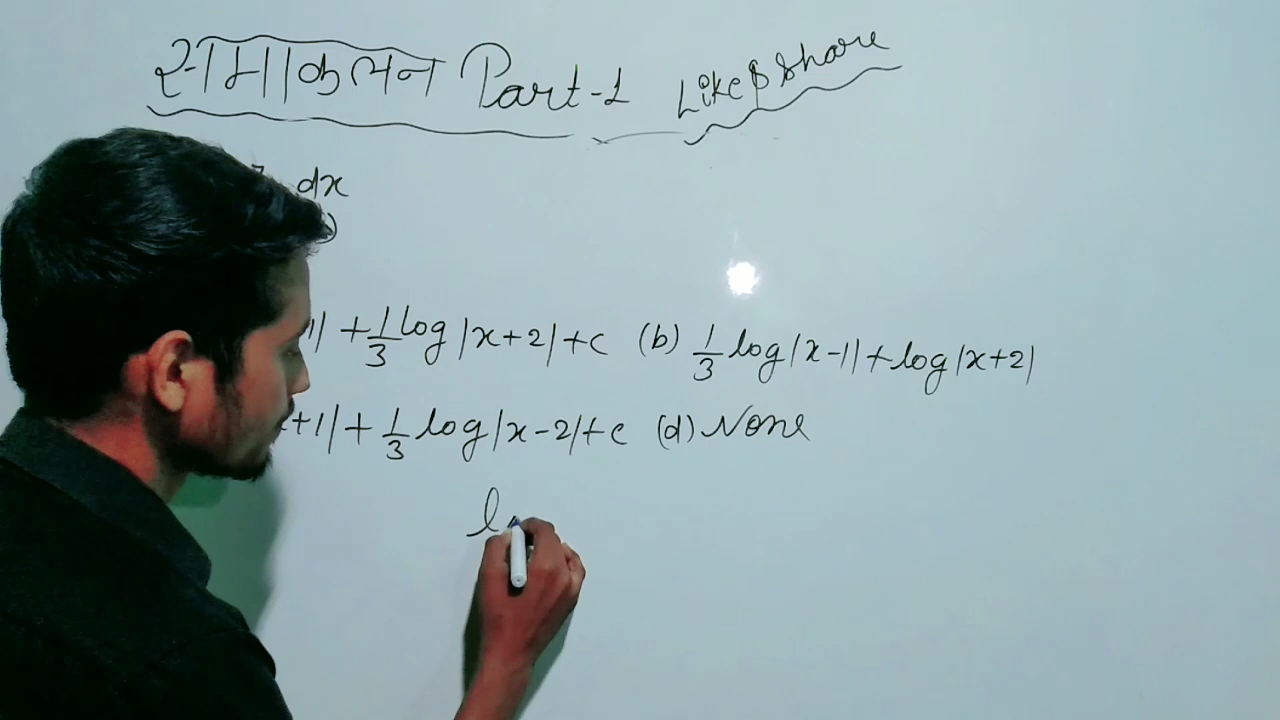 समाकलन Part-1 Like & Share
dx
)
1| + 1/3 log |x+2| + c (b) 1/3 log |x-1| + log |x+2|
x+1| + 1/3 log |x-2| + c (d) None
l